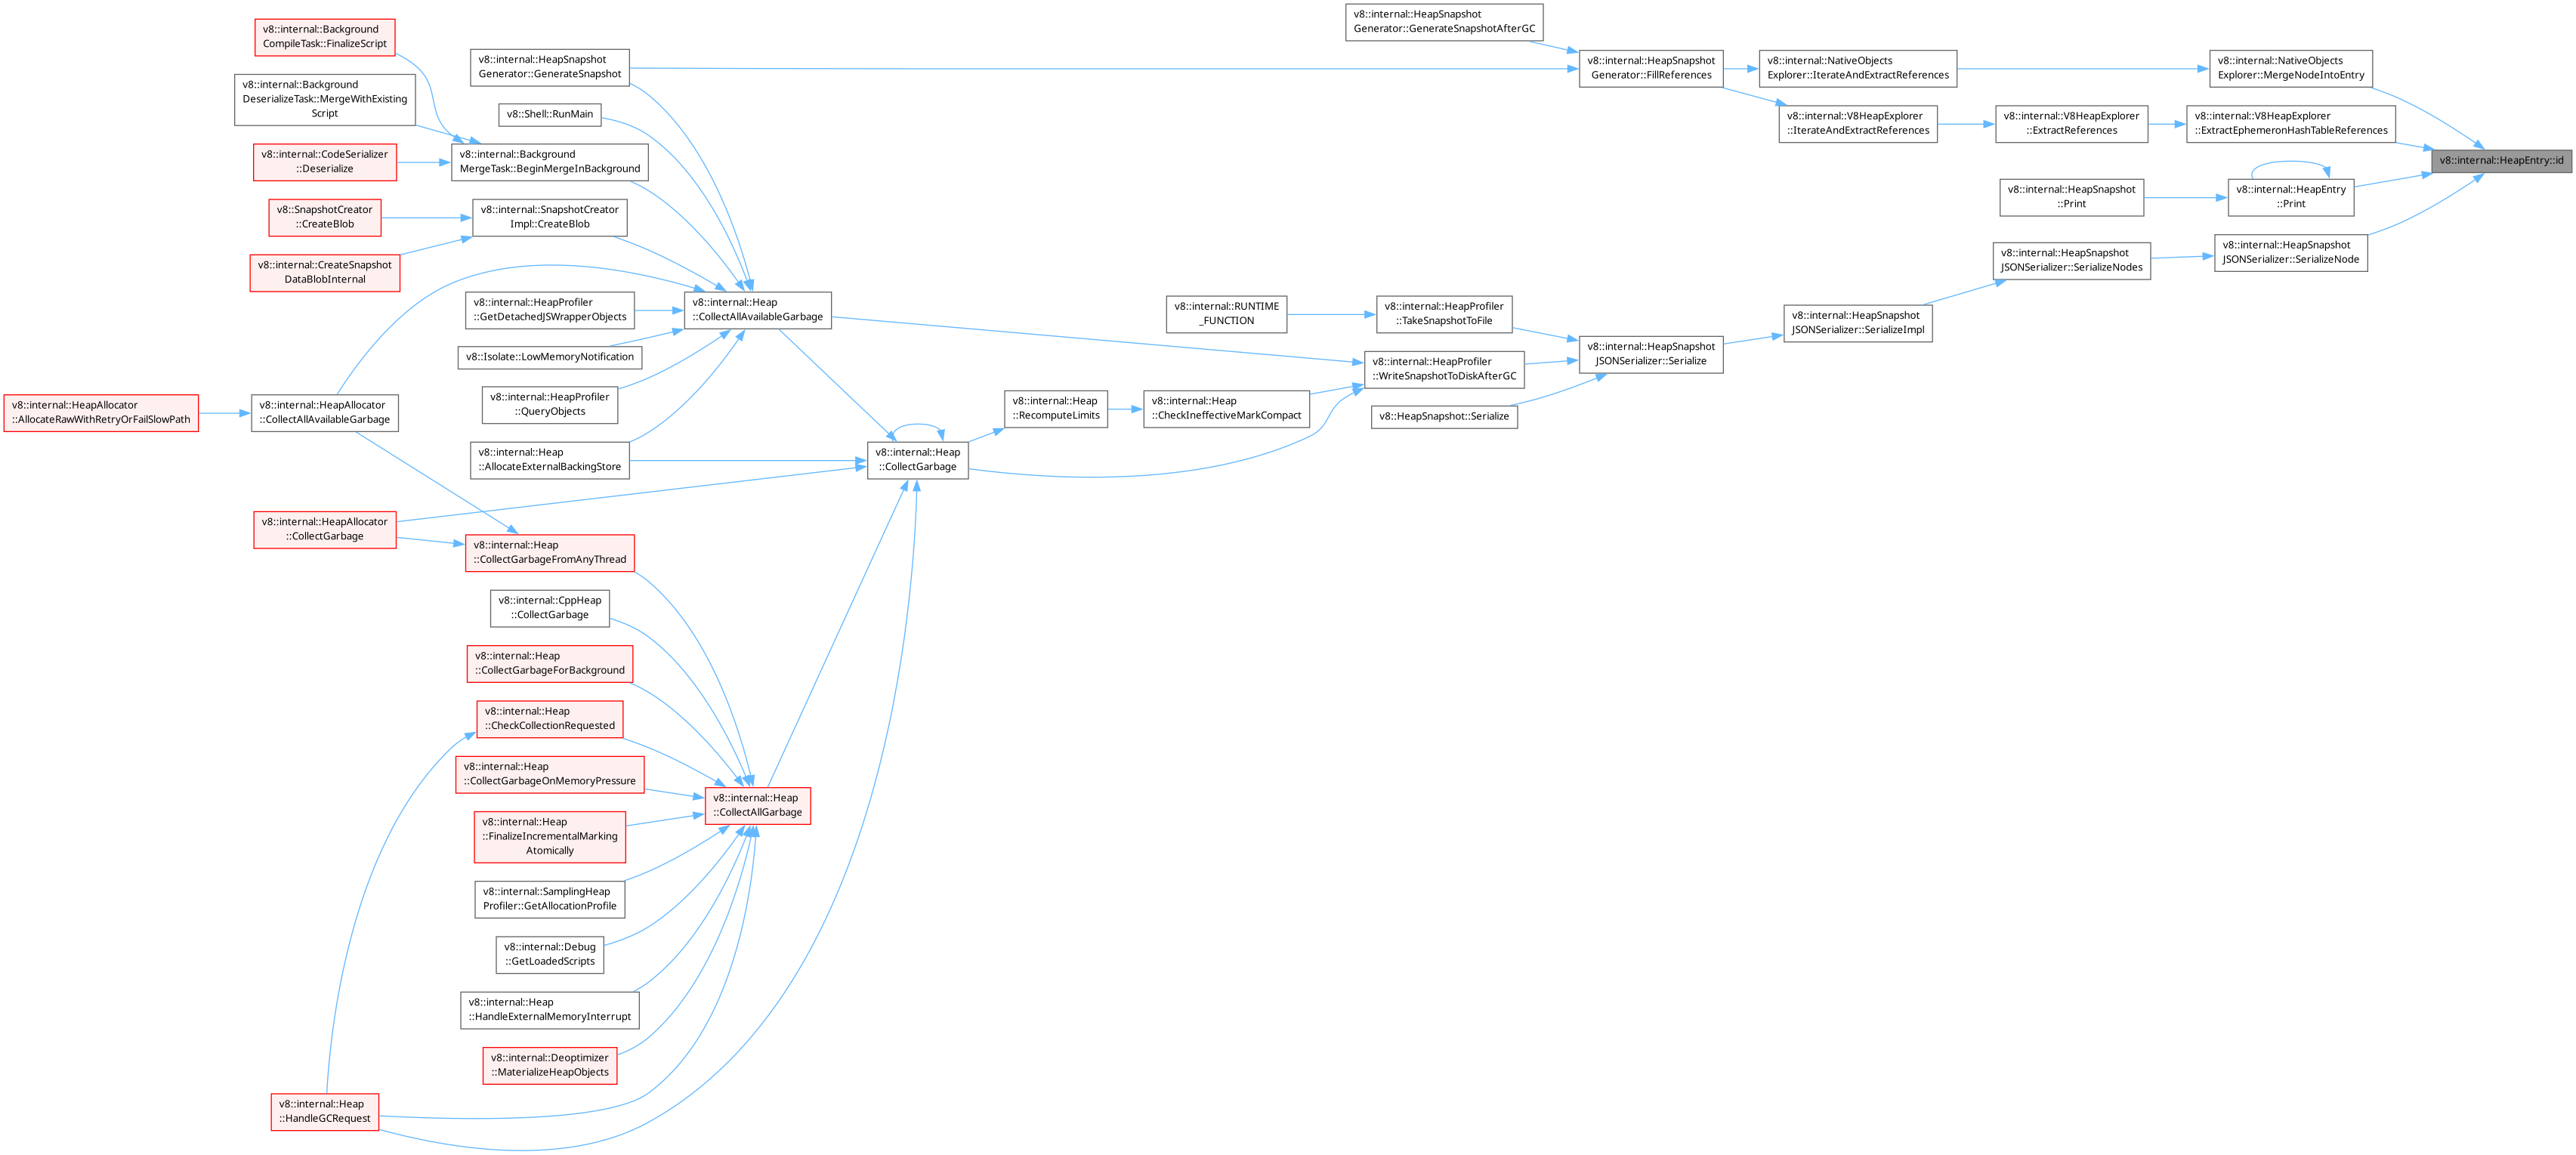 v8::internal::HeapSnapshot
Generator::GenerateSnapshotAfterGC
v8::internal::Background
CompileTask::FinalizeScript
v8::internal::HeapSnapshot
Generator::GenerateSnapshot
v8::internal::HeapSnapshot
Generator::FillReferences
v8::internal::NativeObjects
Explorer::IterateAndExtractReferences
v8::internal::NativeObjects
Explorer::MergeNodeIntoEntry
v8::internal::Background
DeserializeTask::MergeWithExisting
Script
v8::Shell::RunMain
v8::internal::V8HeapExplorer
::IterateAndExtractReferences
v8::internal::V8HeapExplorer
::ExtractReferences
v8::internal::V8HeapExplorer
::ExtractEphemeronHashTableReferences
v8::internal::HeapEntry::id
v8::internal::CodeSerializer
::Deserialize
v8::internal::Background
MergeTask::BeginMergeInBackground
v8::internal::HeapSnapshot
::Print
v8::internal::HeapEntry
::Print
v8::SnapshotCreator
::CreateBlob
v8::internal::SnapshotCreator
Impl::CreateBlob
v8::internal::HeapSnapshot
JSONSerializer::SerializeNodes
v8::internal::HeapSnapshot
JSONSerializer::SerializeNode
v8::internal::CreateSnapshot
DataBlobInternal
v8::internal::HeapProfiler
::GetDetachedJSWrapperObjects
v8::internal::Heap
::CollectAllAvailableGarbage
v8::internal::RUNTIME
_FUNCTION
v8::internal::HeapProfiler
::TakeSnapshotToFile
v8::internal::HeapSnapshot
JSONSerializer::SerializeImpl
v8::Isolate::LowMemoryNotification
v8::internal::HeapSnapshot
JSONSerializer::Serialize
v8::internal::HeapProfiler
::WriteSnapshotToDiskAfterGC
v8::internal::HeapProfiler
::QueryObjects
v8::internal::HeapAllocator
::AllocateRawWithRetryOrFailSlowPath
v8::internal::HeapAllocator
::CollectAllAvailableGarbage
v8::internal::Heap
::RecomputeLimits
v8::internal::Heap
::CheckIneffectiveMarkCompact
v8::HeapSnapshot::Serialize
v8::internal::Heap
::AllocateExternalBackingStore
v8::internal::Heap
::CollectGarbage
v8::internal::HeapAllocator
::CollectGarbage
v8::internal::Heap
::CollectGarbageFromAnyThread
v8::internal::CppHeap
::CollectGarbage
v8::internal::Heap
::CollectGarbageForBackground
v8::internal::Heap
::CheckCollectionRequested
v8::internal::Heap
::CollectGarbageOnMemoryPressure
v8::internal::Heap
::CollectAllGarbage
v8::internal::Heap
::FinalizeIncrementalMarking
Atomically
v8::internal::SamplingHeap
Profiler::GetAllocationProfile
v8::internal::Debug
::GetLoadedScripts
v8::internal::Heap
::HandleExternalMemoryInterrupt
v8::internal::Deoptimizer
::MaterializeHeapObjects
v8::internal::Heap
::HandleGCRequest